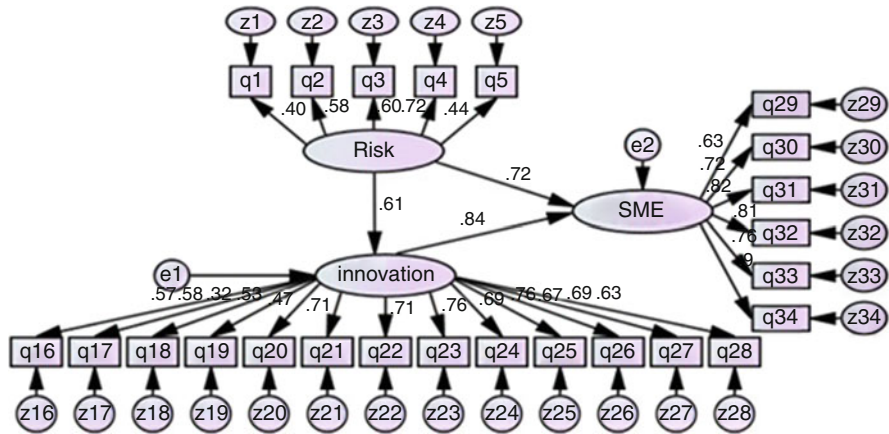 z1 z2 z3 z4 z5
q1 q2 q3 q4 q5
.40 .58 .60 .72 .44
Risk
.72
.61
.84
e2
SME
q29 z29
q30 z30
q31 z31
q32 z32
q33 z33
q34 z34
.63
.72
.82
.81
.76
e1
innovation
.57 .58 .32 .53 .47 .71 .71 .76 .69 .76 .67 .69 .63
q16 q17 q18 q19 q20 q21 q22 q23 q24 q25 q26 q27 q28
z16 z17 z18 z19 z20 z21 z22 z23 z24 z25 z26 z27 z28